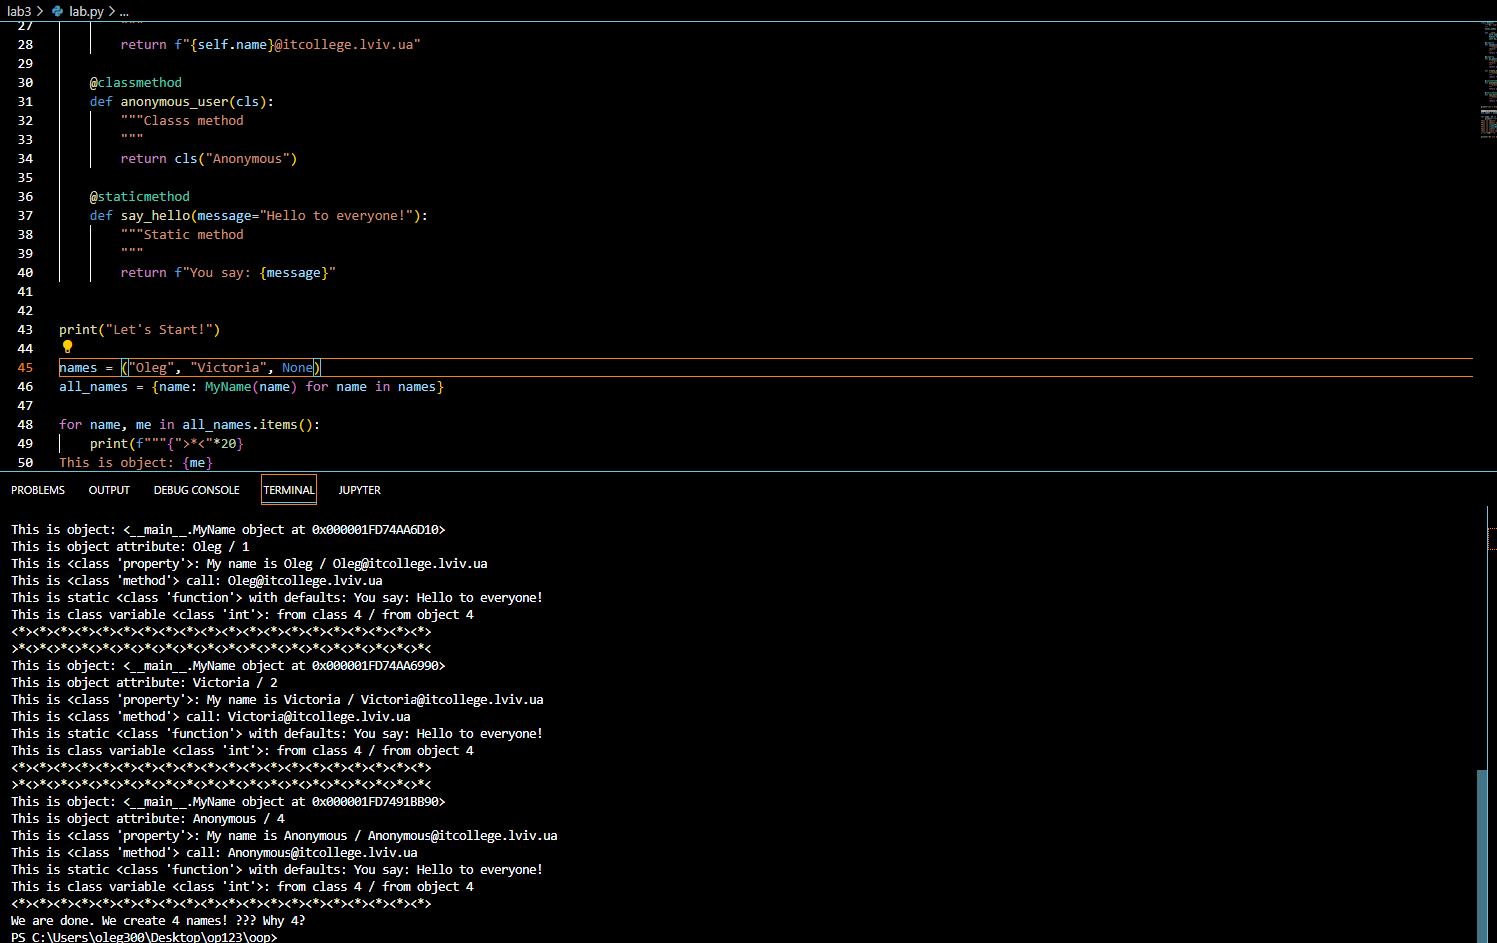 lab3 > lab.py > ...
27 """
28 return f"{self.name}@itcollege.lviv.ua"
29
30 @classmethod
31 def anonymous_user(cls):
32 """Classs method
33 """
34 return cls("Anonymous")
35
36 @staticmethod
37 def say_hello(message="Hello to everyone!"):
38 """Static method
39 """
40 return f"You say: {message}"
41
42
43 print("Let's Start!")
44
45 names = ("Oleg", "Victoria", None)
46 all_names = {name: MyName(name) for name in names}
47
48 for name, me in all_names.items():
49 print(f"""{">*<"*20}
50 This is object: {me}
PROBLEMS OUTPUT DEBUG CONSOLE TERMINAL JUPYTER
This is object: <__main__.MyName object at 0x000001FD74AA6D10>
This is object attribute: Oleg / 1
This is <class 'property'>: My name is Oleg / Oleg@itcollege.lviv.ua
This is <class 'method'> call: Oleg@itcollege.lviv.ua
This is static <class 'function'> with defaults: You say: Hello to everyone!
This is class variable <class 'int'>: from class 4 / from object 4
<*><*><*><*><*><*><*><*><*><*><*><*><*><*><*><*><*><*><*><*>
>*<>*<>*<>*<>*<>*<>*<>*<>*<>*<>*<>*<>*<>*<>*<>*<>*<>*<>*<>*<
This is object: <__main__.MyName object at 0x000001FD74AA6990>
This is object attribute: Victoria / 2
This is <class 'property'>: My name is Victoria / Victoria@itcollege.lviv.ua
This is <class 'method'> call: Victoria@itcollege.lviv.ua
This is static <class 'function'> with defaults: You say: Hello to everyone!
This is class variable <class 'int'>: from class 4 / from object 4
<*><*><*><*><*><*><*><*><*><*><*><*><*><*><*><*><*><*><*><*>
>*<>*<>*<>*<>*<>*<>*<>*<>*<>*<>*<>*<>*<>*<>*<>*<>*<>*<>*<>*<
This is object: <__main__.MyName object at 0x000001FD7491BB90>
This is object attribute: Anonymous / 4
This is <class 'property'>: My name is Anonymous / Anonymous@itcollege.lviv.ua
This is <class 'method'> call: Anonymous@itcollege.lviv.ua
This is static <class 'function'> with defaults: You say: Hello to everyone!
This is class variable <class 'int'>: from class 4 / from object 4
<*><*><*><*><*><*><*><*><*><*><*><*><*><*><*><*><*><*><*><*>
We are done. We create 4 names! ??? Why 4?
PS C:\Users\oleg300\Desktop\op123\oop>